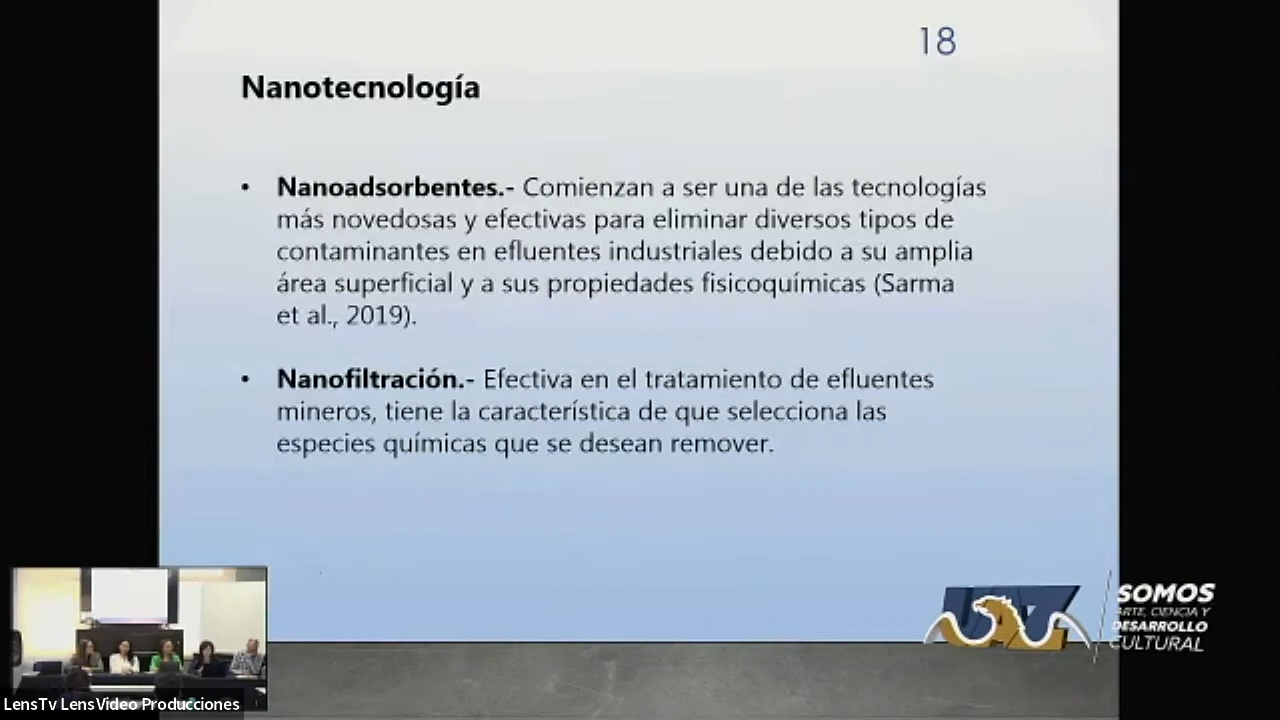 18
Nanotecnología
• Nanoadsorbentes.- Comienzan a ser una de las tecnologías
más novedosas y efectivas para eliminar diversos tipos de
contaminantes en efluentes industriales debido a su amplia
área superficial y a sus propiedades fisicoquímicas (Sarma
et al., 2019).
• Nanofiltración.- Efectiva en el tratamiento de efluentes
mineros, tiene la característica de que selecciona las
especies químicas que se desean remover.
UAZ
SOMOS
ARTE, CIENCIA Y
DESARROLLO
CULTURAL
LensTv LensVideo Producciones